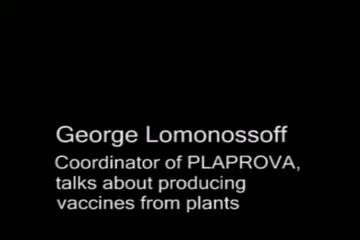 George Lomonossoff
Coordinator of PLAPROVA,
talks about producing
vaccines from plants